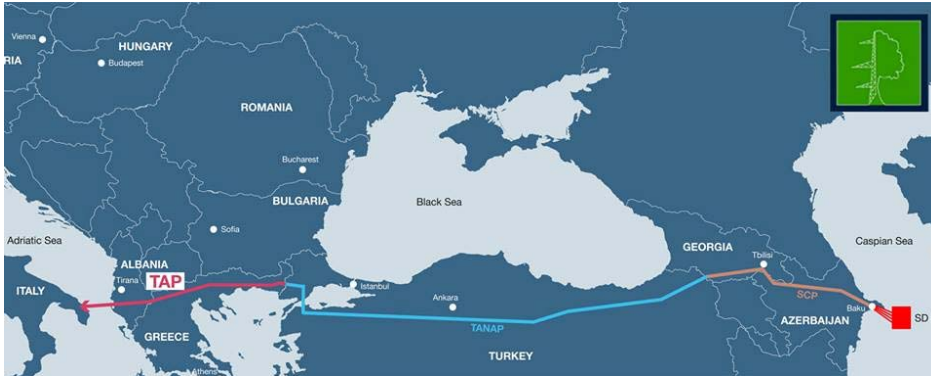 Vienna
HUNGARY
RIA
Budapest
ROMANIA
Bucharest
BULGARIA
Black Sea
Sofia
GEORGIA
Tbilisi
Caspian Sea
Adriatic Sea
ALBANIA
Tirana
TAP
ITALY
Istanbul
Ankara
SCP
Baku
SD
AZERBAIJAN
TANAP
GREECE
TURKEY
Athens